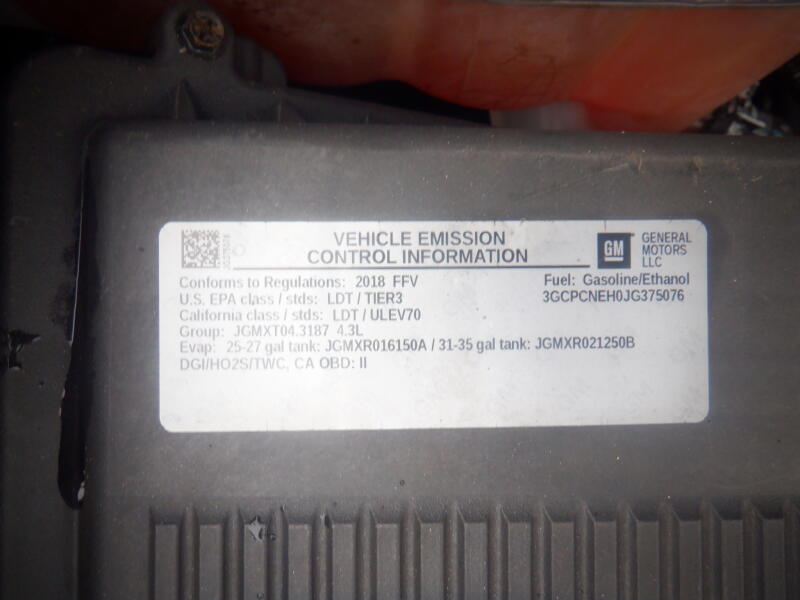 VEHICLE EMISSION
CONTROL INFORMATION
GM
GENERAL
MOTORS
LLC
Conforms to Regulations: 2018 FFV
Fuel: Gasoline/Ethanol
U.S. EPA class / stds: LDT / TIER3
3GCPCNEH0JG375076
California class / stds: LDT / ULEV70
Group: JGMXT04.3187 4.3L
Evap: 25-27 gal tank: JGMXR016150A / 31-35 gal tank: JGMXR021250B
DGI/HO2S/TWC, CA OBD: II